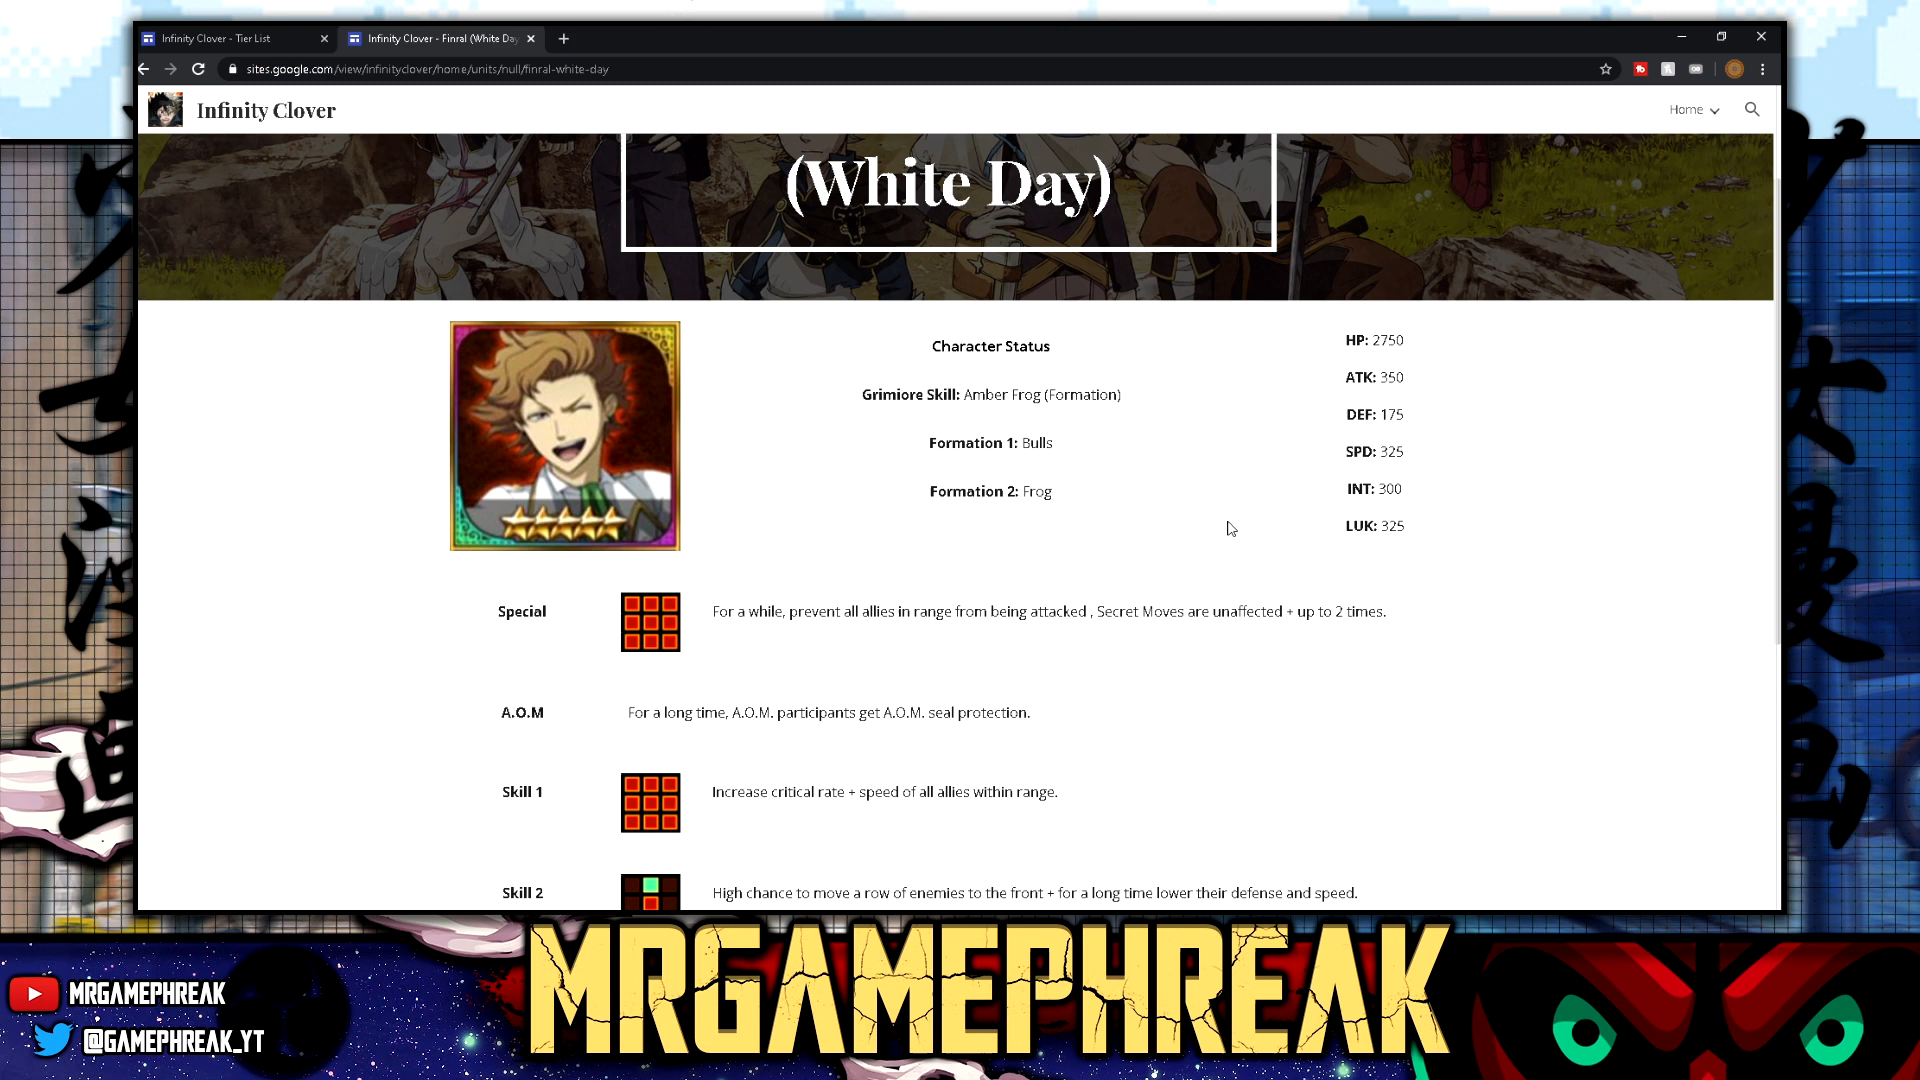 Infinity Clover - Tier List
Infinity Clover - Finral (White Day
sites.google.com/view/infinityclover/home/units/null/finral-white-day
Infinity Clover
Home
(White Day)
Character Status
Grimiore Skill: Amber Frog (Formation)
Formation 1: Bulls
Formation 2: Frog
HP: 2750
ATK: 350
DEF: 175
SPD: 325
INT: 300
LUK: 325
Special
For a while, prevent all allies in range from being attacked , Secret Moves are unaffected + up to 2 times.
A.O.M
For a long time, A.O.M. participants get A.O.M. seal protection.
Skill 1
Increase critical rate + speed of all allies within range.
Skill 2
High chance to move a row of enemies to the front + for a long time lower their defense and speed.
MRGAMEPHREAK
MRGAMEPHREAK
@GAMEPHREAK_YT